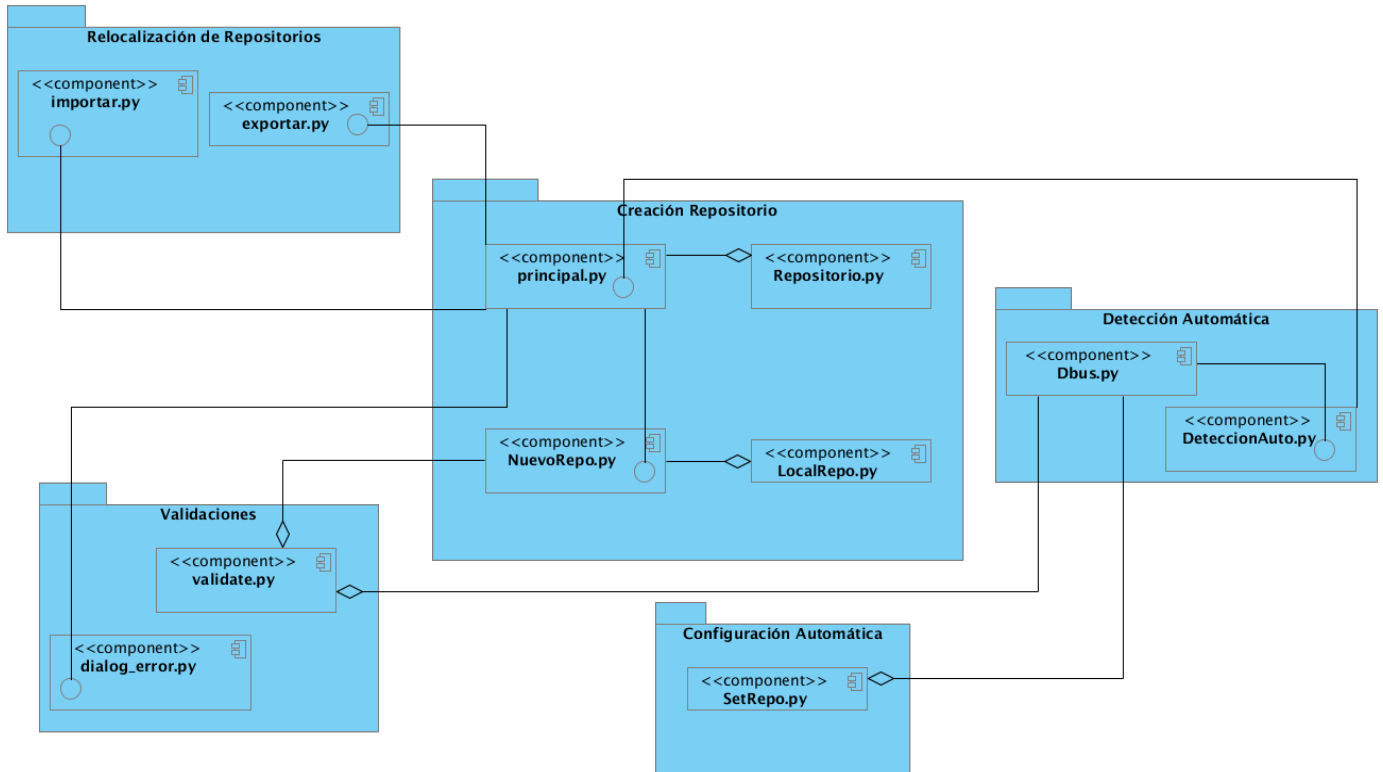 Relocalización de Repositorios
<<component>>
importar.py
<<component>>
exportar.py
Creación Repositorio
<<component>>
principal.py
<<component>>
Repositorio.py
<<component>>
NuevoRepo.py
<<component>>
LocalRepo.py
Detección Automática
<<component>>
Dbus.py
<<component>>
DeteccionAuto.py
Validaciones
<<component>>
validate.py
<<component>>
dialog_error.py
Configuración Automática
<<component>>
SetRepo.py